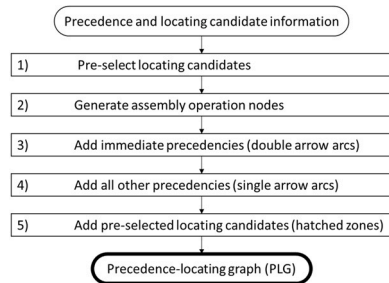 Precedence and locating candidate information
1) Pre-select locating candidates
2) Generate assembly operation nodes
3) Add immediate precedencies (double arrow arcs)
4) Add all other precedencies (single arrow arcs)
5) Add pre-selected locating candidates (hatched zones)
Precedence-locating graph (PLG)